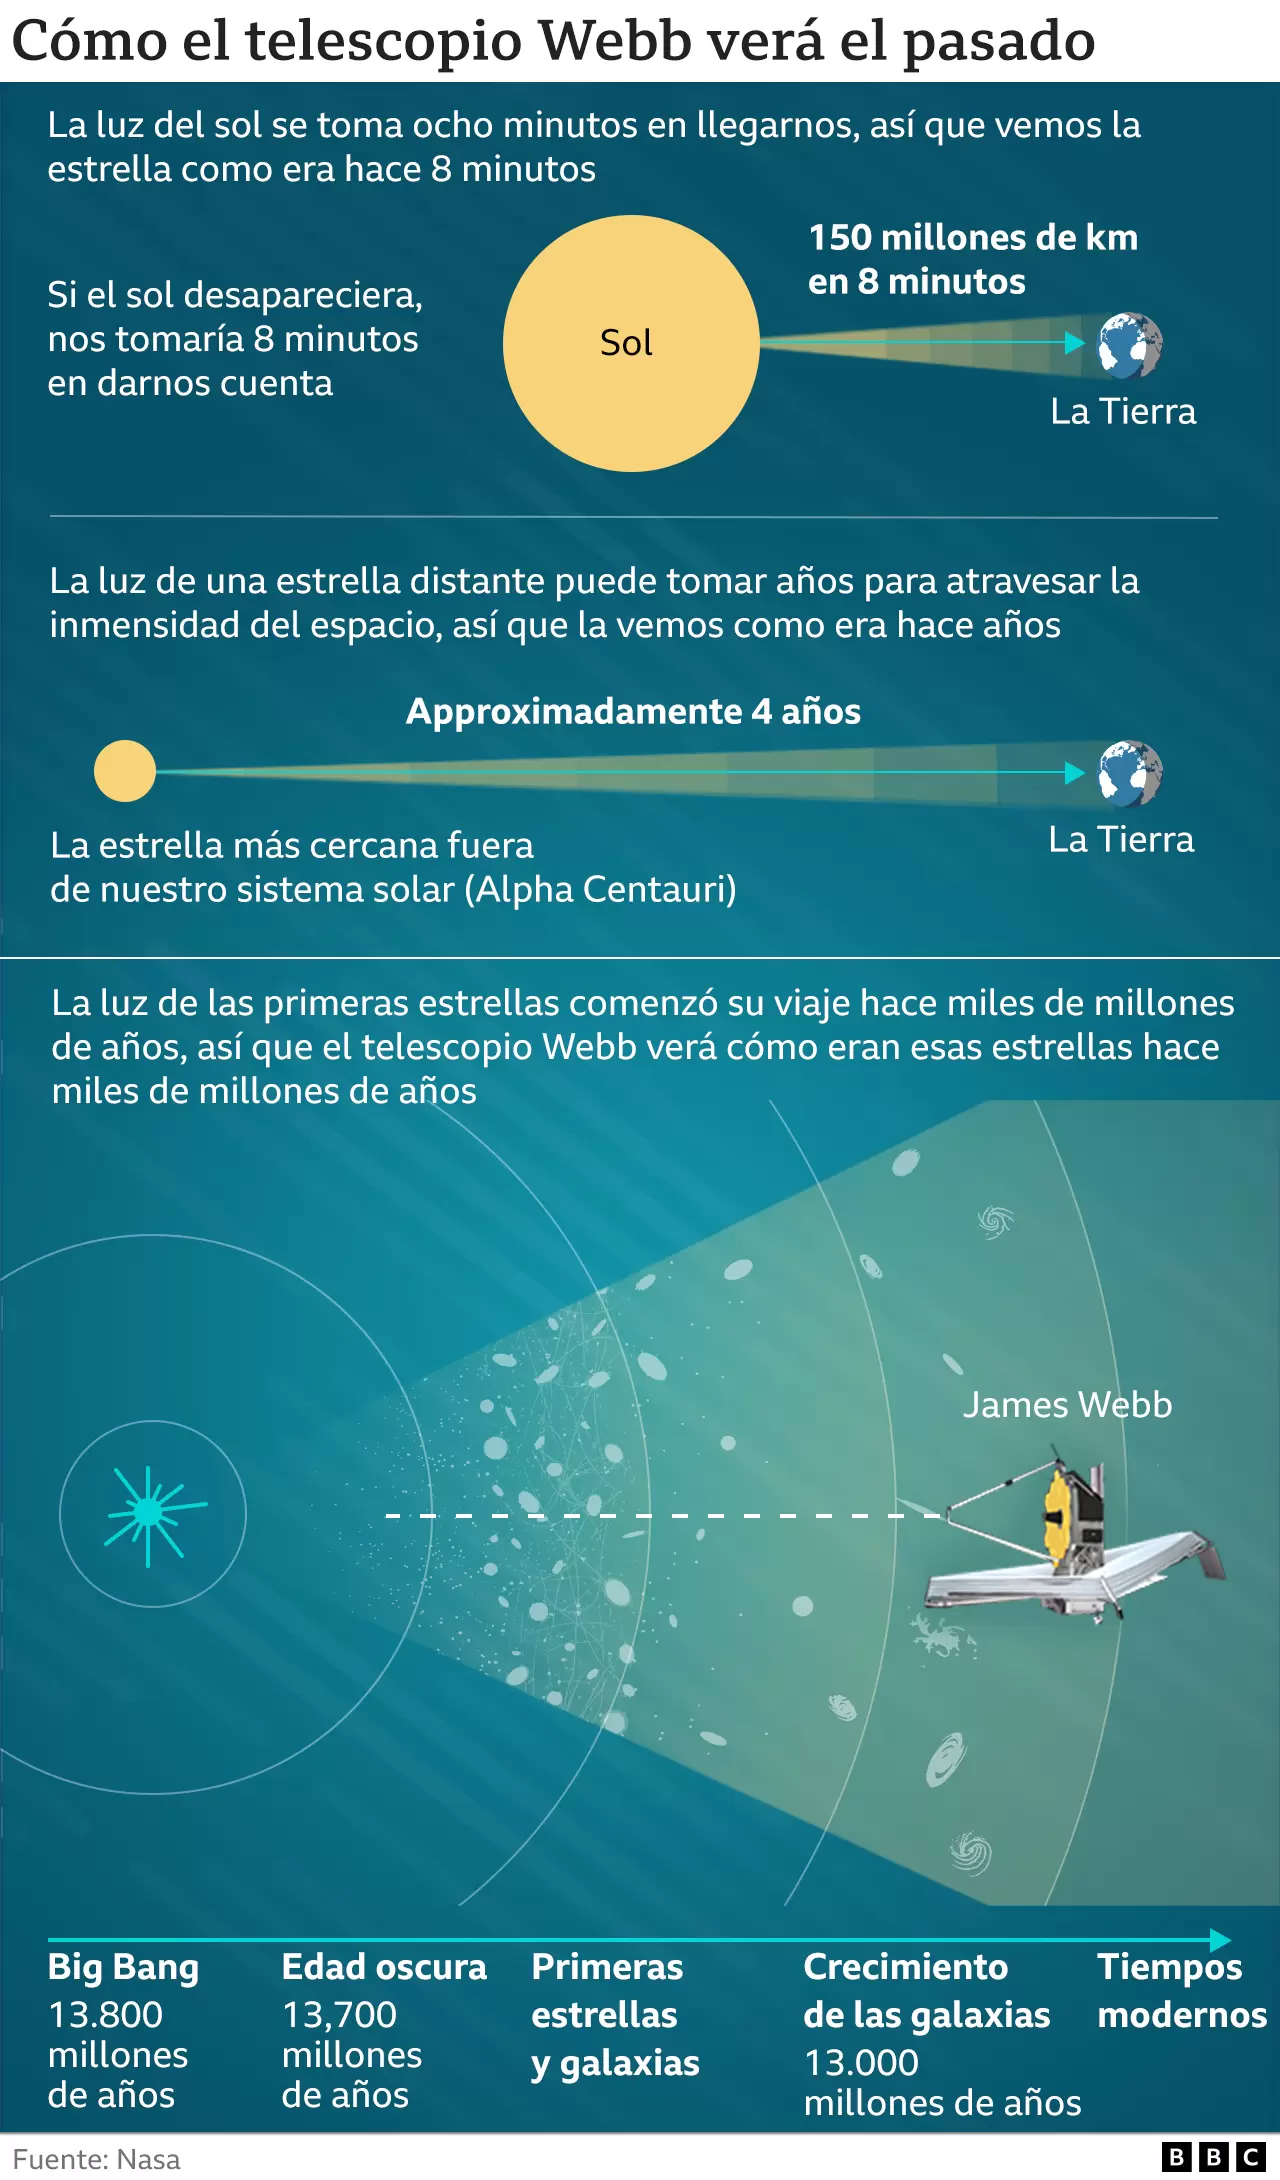 Cómo el telescopio Webb verá el pasado
La luz del sol se toma ocho minutos en llegarnos, así que vemos la
estrella como era hace 8 minutos
150 millones de km
en 8 minutos
Si el sol desapareciera,
nos tomaría 8 minutos
en darnos cuenta
Sol
La Tierra
La luz de una estrella distante puede tomar años para atravesar la
inmensidad del espacio, así que la vemos como era hace años
Approximadamente 4 años
La estrella más cercana fuera
de nuestro sistema solar (Alpha Centauri)
La Tierra
La luz de las primeras estrellas comenzó su viaje hace miles de millones
de años, así que el telescopio Webb verá cómo eran esas estrellas hace
miles de millones de años
James Webb
Big Bang
13.800
millones
de años
Edad oscura
13,700
millones
de años
Primeras
estrellas
y galaxias
Crecimiento
de las galaxias
13.000
millones de años
Tiempos
modernos
Fuente: Nasa
BBC